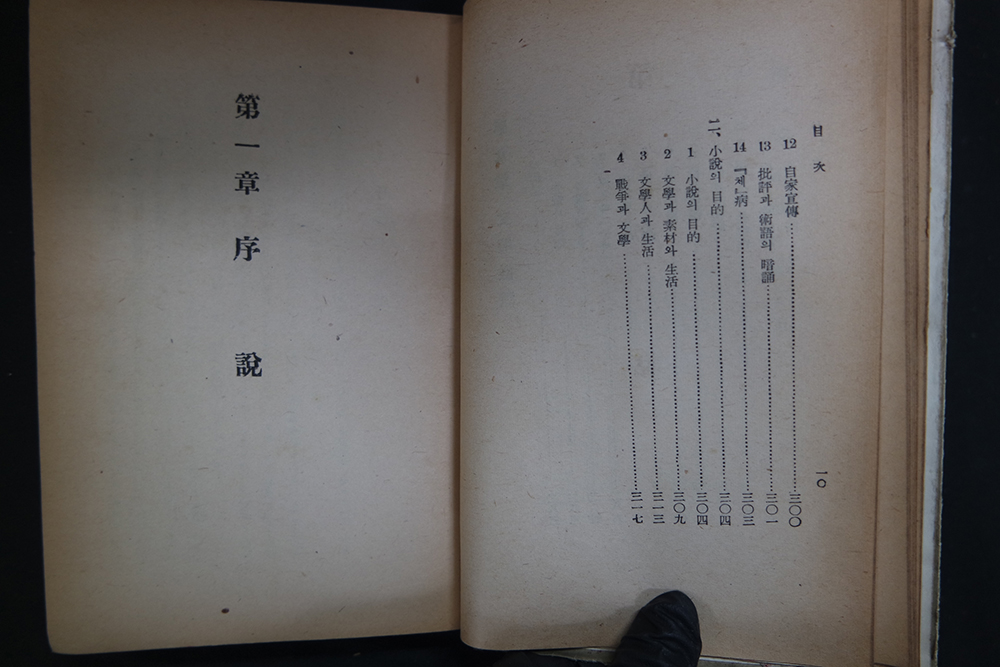 目次
一〇
12 自家宣傳 三〇〇
13 批評과 術語의 暗誦 三〇一
14 『체』病 三〇三
二、小說의 目的 三〇四
1 小說의 目的 三〇四
2 文學과 素材와 生活 三〇九
3 文學人과 生活 三一三
4 戰爭과 文學 三一七
第一章 序說